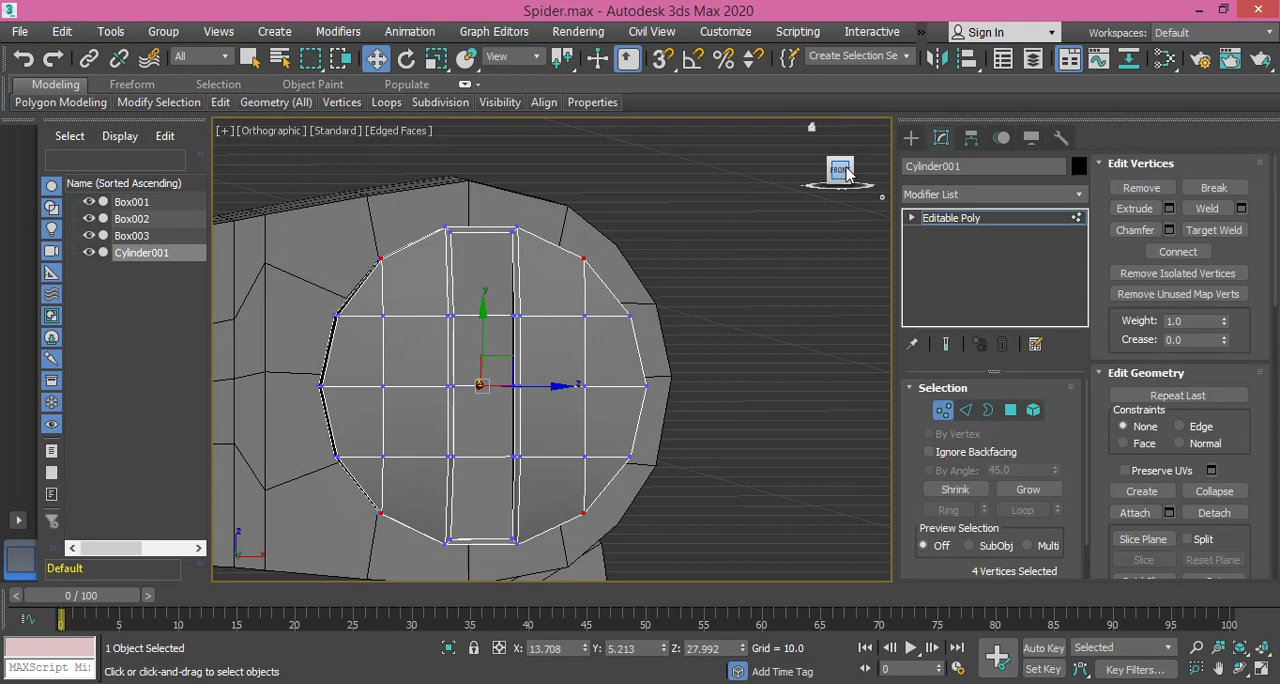 Spider.max - Autodesk 3ds Max 2020
File Edit Tools Group Views Create Modifiers Animation Graph Editors Rendering Civil View Customize Scripting Interactive » Sign In Workspaces: Default
All View Create Selection Se
Modeling Freeform Selection Object Paint Populate
Polygon Modeling Modify Selection Edit Geometry (All) Vertices Loops Subdivision Visibility Align Properties
Select Display Edit
Name (Sorted Ascending)
Box001
Box002
Box003
Cylinder001
Default
[+] [Orthographic] [Standard] [Edged Faces]
FRONT
y
z
z
x
Cylinder001
Modifier List
Editable Poly
Selection
By Vertex
Ignore Backfacing
By Angle: 45.0
Shrink Grow
Ring Loop
Preview Selection
Off SubObj Multi
4 Vertices Selected
Edit Vertices
Remove Break
Extrude Weld
Chamfer Target Weld
Connect
Remove Isolated Vertices
Remove Unused Map Verts
Weight: 1.0
Crease: 0.0
Edit Geometry
Repeat Last
Constraints
None Edge
Face Normal
Preserve UVs
Create Collapse
Attach Detach
Slice Plane Split
Slice Reset Plane
< 0 / 100 >
0 5 10 15 20 25 30 35 40 45 50 55 60 65 70 75 80 85 90 95 100
MAXScript Mi
1 Object Selected
Click or click-and-drag to select objects
X: 13.708 Y: 5.213 Z: 27.992 Grid = 10.0
Add Time Tag
0
Auto Key Selected
Set Key Key Filters...